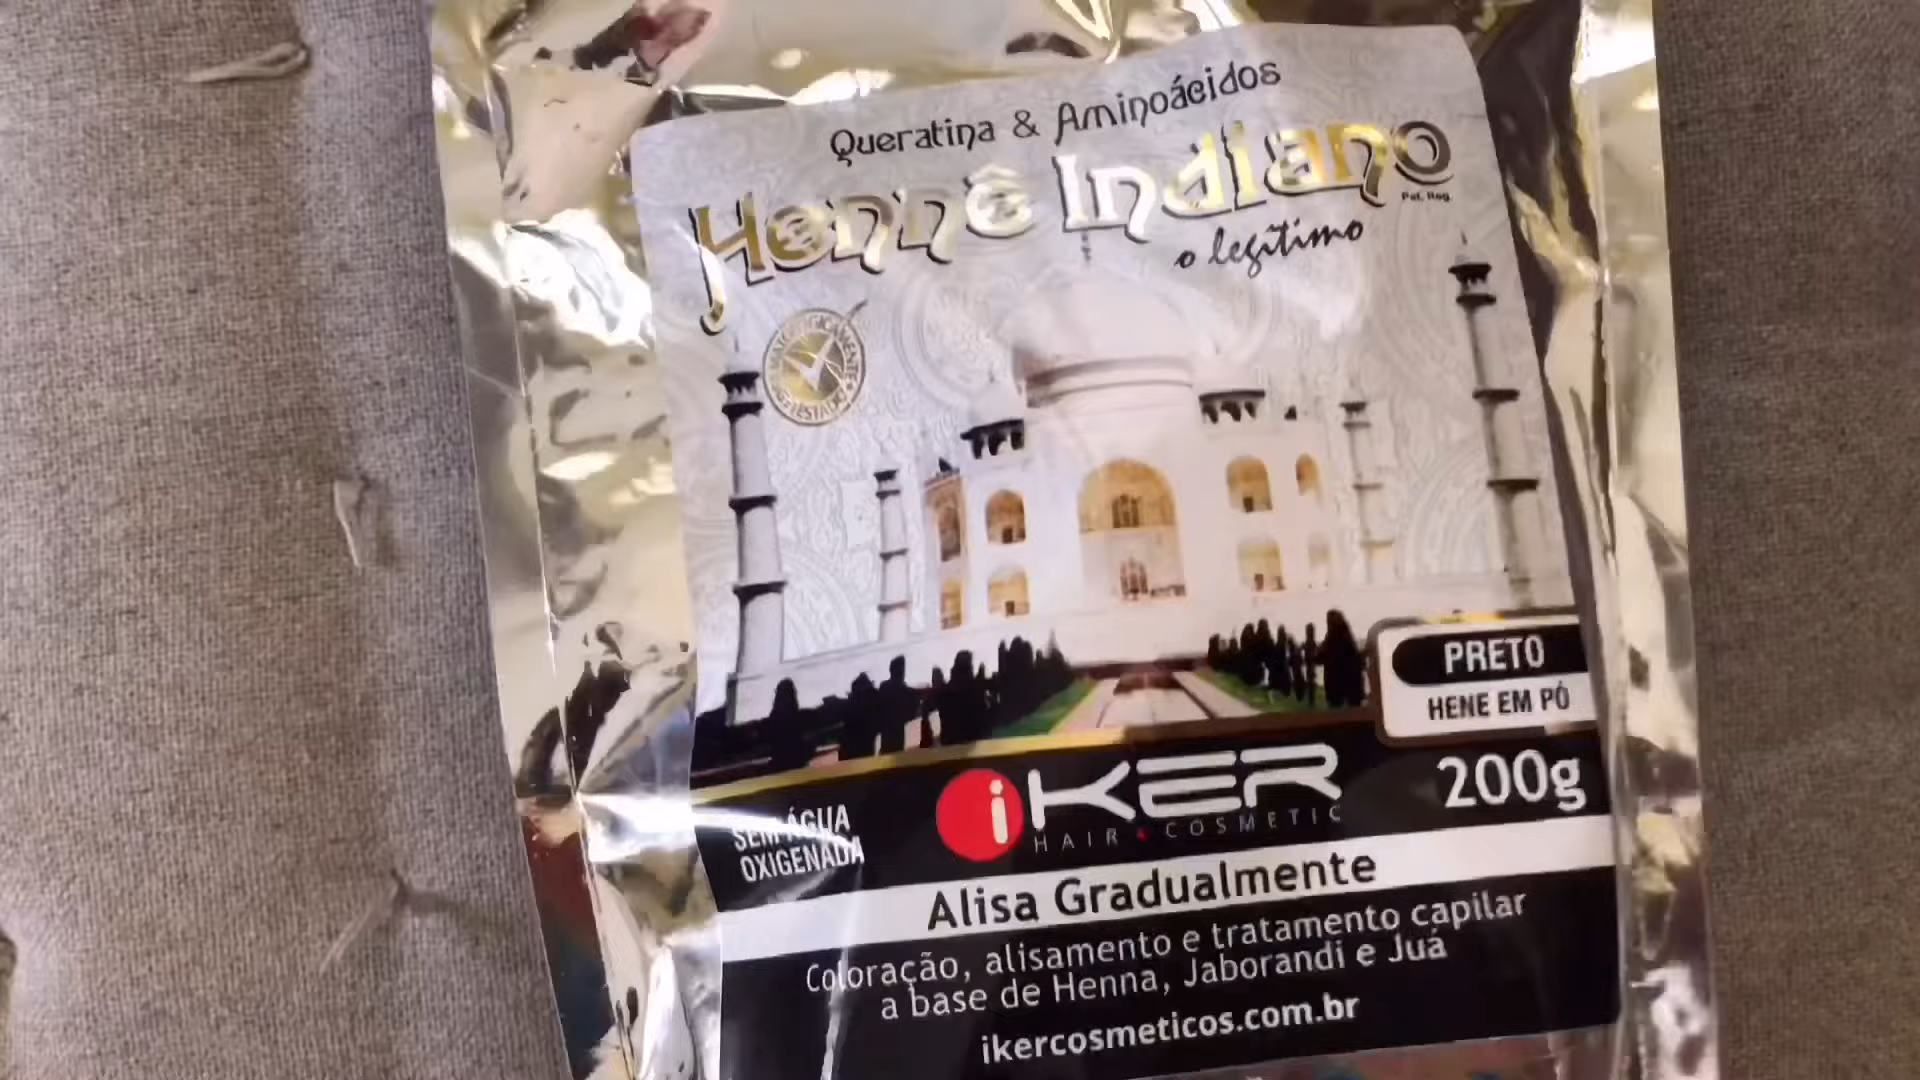 Queratina & Aminoácidos
Hennê Indiano
Pat. Reg.
o legítimo
PRETO
HENE EM PÓ
iKER
HAIR COSMETIC
200g
SEM ÁGUA
OXIGENADA
Alisa Gradualmente
Coloração, alisamento e tratamento capilar
a base de Henna, Jaborandi e Juá
ikercosmeticos.com.br